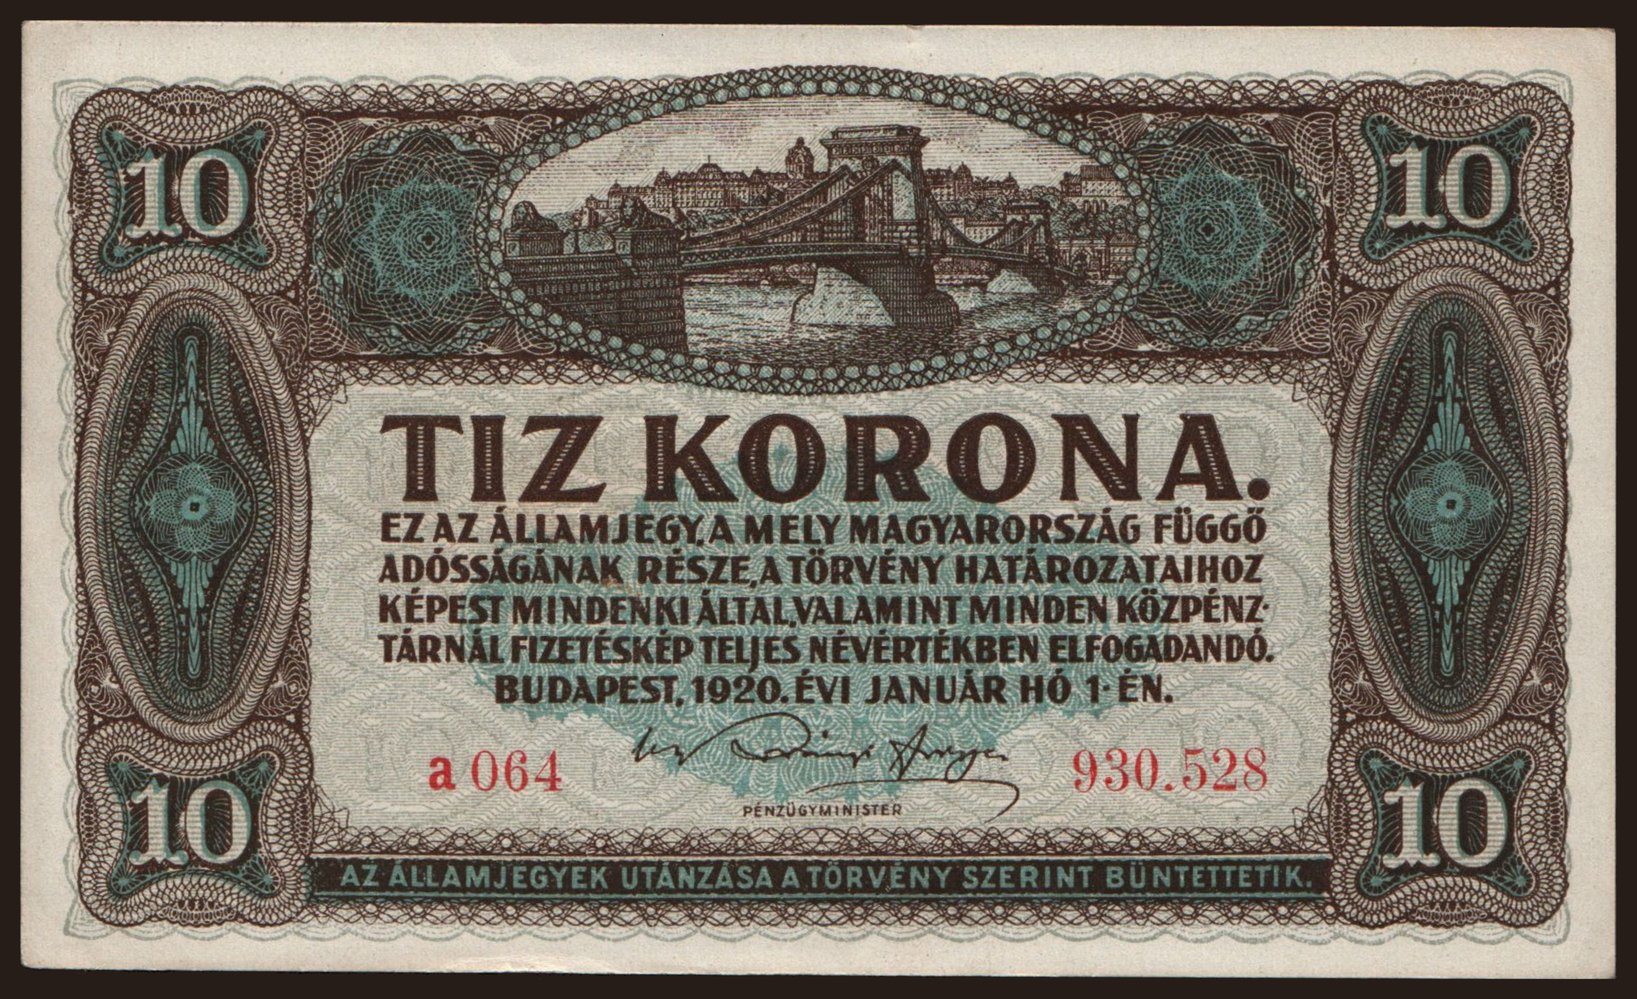 10 10
TIZ KORONA.
EZ AZ ÁLLAMJEGY, A MELY MAGYARORSZÁG FÜGGŐ
ADÓSSÁGÁNAK RÉSZE, A TÖRVÉNY HATÁROZATAIHOZ
KÉPEST MINDENKI ÁLTAL, VALAMINT MINDEN KÖZPÉNZ-
TÁRNÁL FIZETÉSKÉP TELJES NÉVÉRTÉKBEN ELFOGADANDÓ.
BUDAPEST, 1920. ÉVI JANUÁR HÓ 1-ÉN.
a 064 930.528
PÉNZÜGYMINISTER
10 10
AZ ÁLLAMJEGYEK UTÁNZÁSA A TÖRVÉNY SZERINT BÜNTETTETIK.